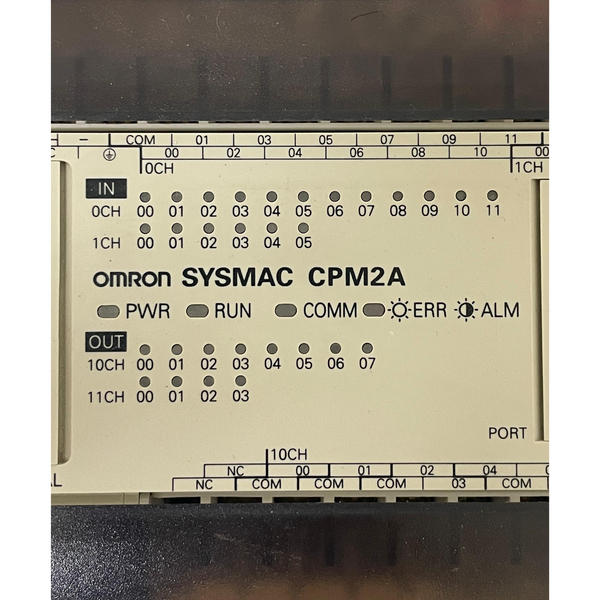 CH − COM 01 03 05 07 09 11
00 02 04 06 08 10 00
0CH 1CH
IN
0CH 00 01 02 03 04 05 06 07 08 09 10 11
1CH 00 01 02 03 04 05
OMRON SYSMAC CPM2A
PWR RUN COMM ERR ALM
OUT
10CH 00 01 02 03 04 05 06 07
11CH 00 01 02 03
PORT
10CH
NC 00 01 02 04
AL NC COM COM COM 03 COM